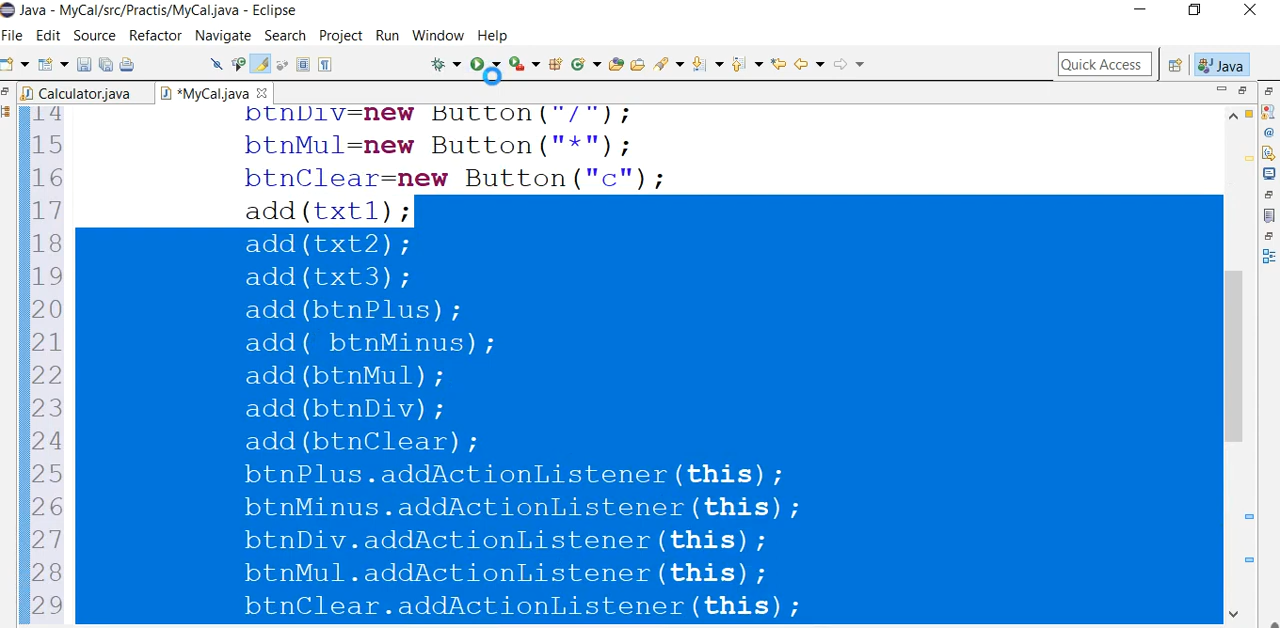 Java - MyCal/src/Practis/MyCal.java - Eclipse
File Edit Source Refactor Navigate Search Project Run Window Help
Quick Access Java
Calculator.java *MyCal.java
14 btnDiv=new Button("/");
15 btnMul=new Button("*");
16 btnClear=new Button("c");
17 add(txt1);
18 add(txt2);
19 add(txt3);
20 add(btnPlus);
21 add( btnMinus);
22 add(btnMul);
23 add(btnDiv);
24 add(btnClear);
25 btnPlus.addActionListener(this);
26 btnMinus.addActionListener(this);
27 btnDiv.addActionListener(this);
28 btnMul.addActionListener(this);
29 btnClear.addActionListener(this);